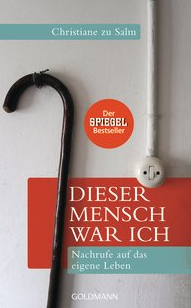 Christiane zu Salm
Der
SPIEGEL
Bestseller
DIESER
MENSCH
WAR ICH
Nachrufe auf das
eigene Leben
GOLDMANN